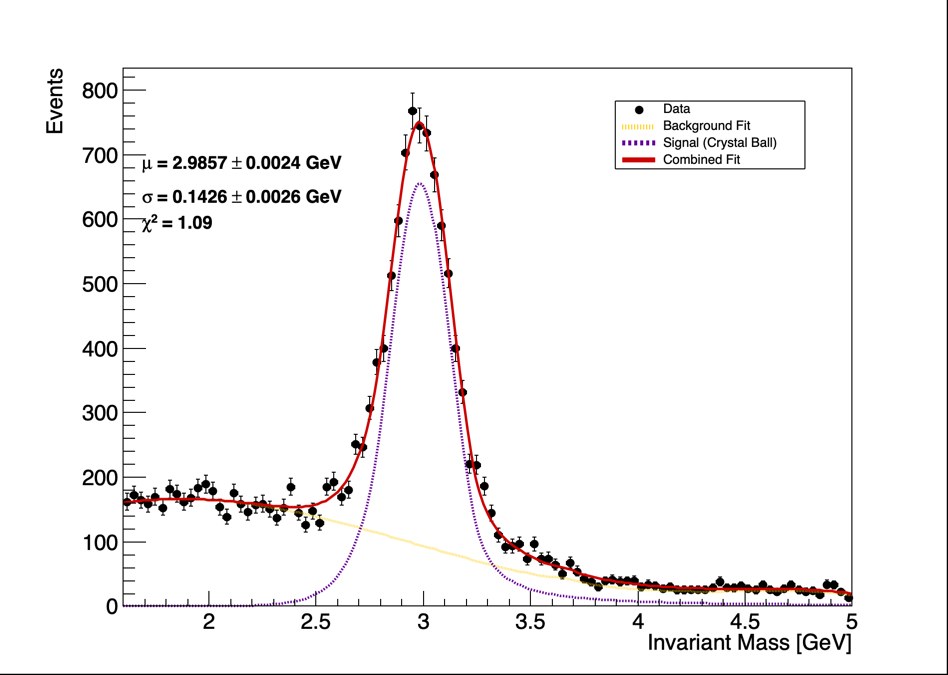 Events
800
700
600
500
400
300
200
100
0
μ = 2.9857 ± 0.0024 GeV
σ = 0.1426 ± 0.0026 GeV
χ² = 1.09
Data
Background Fit
Signal (Crystal Ball)
Combined Fit
2 2.5 3 3.5 4 4.5 5
Invariant Mass [GeV]